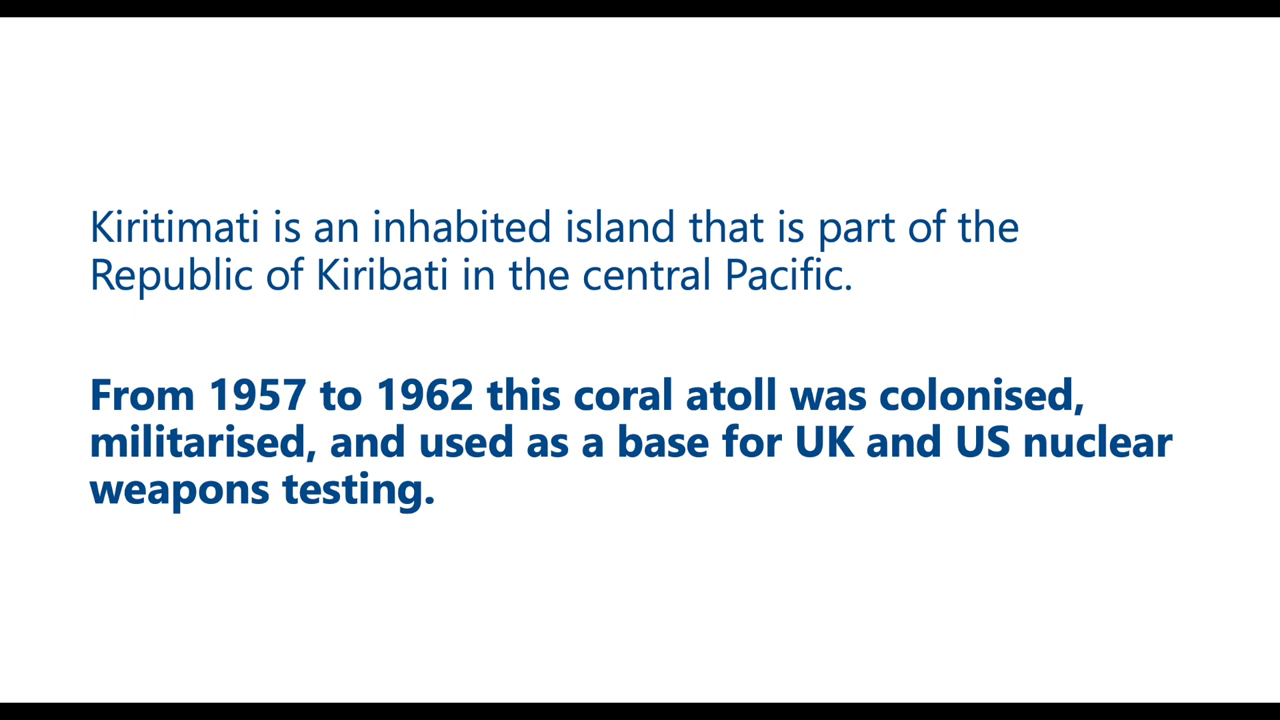 Kiritimati is an inhabited island that is part of the
Republic of Kiribati in the central Pacific.
From 1957 to 1962 this coral atoll was colonised,
militarised, and used as a base for UK and US nuclear
weapons testing.